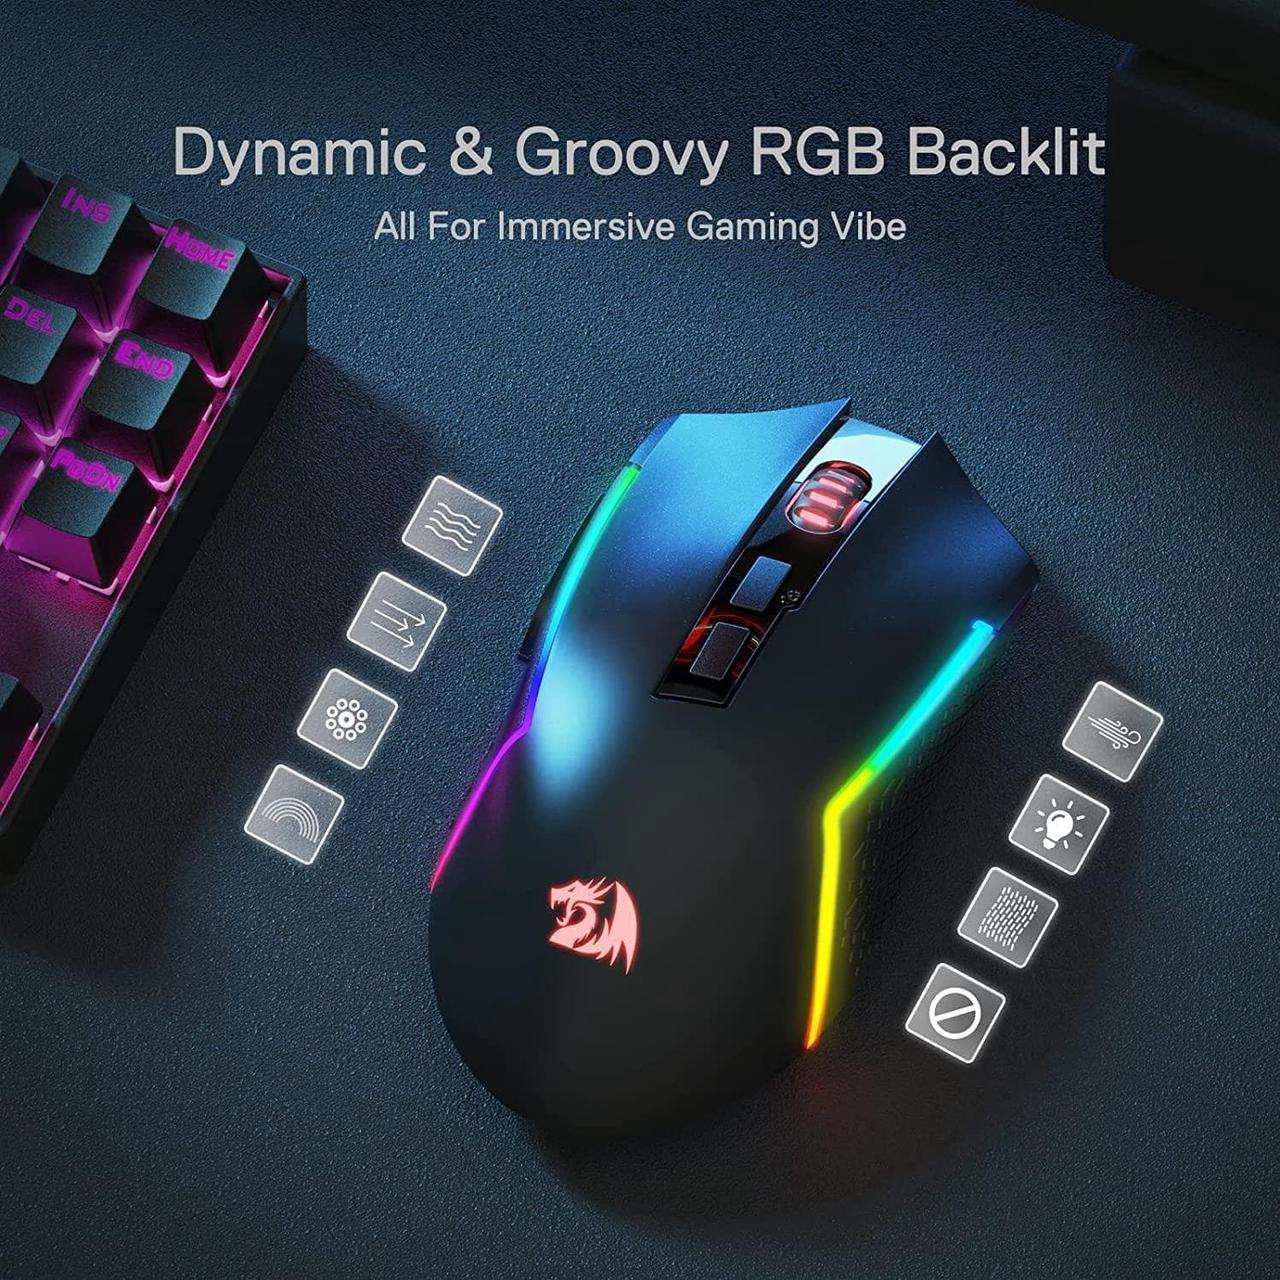 Dynamic & Groovy RGB Backlit
All For Immersive Gaming Vibe
INS
HOME
DEL
END
PGDN